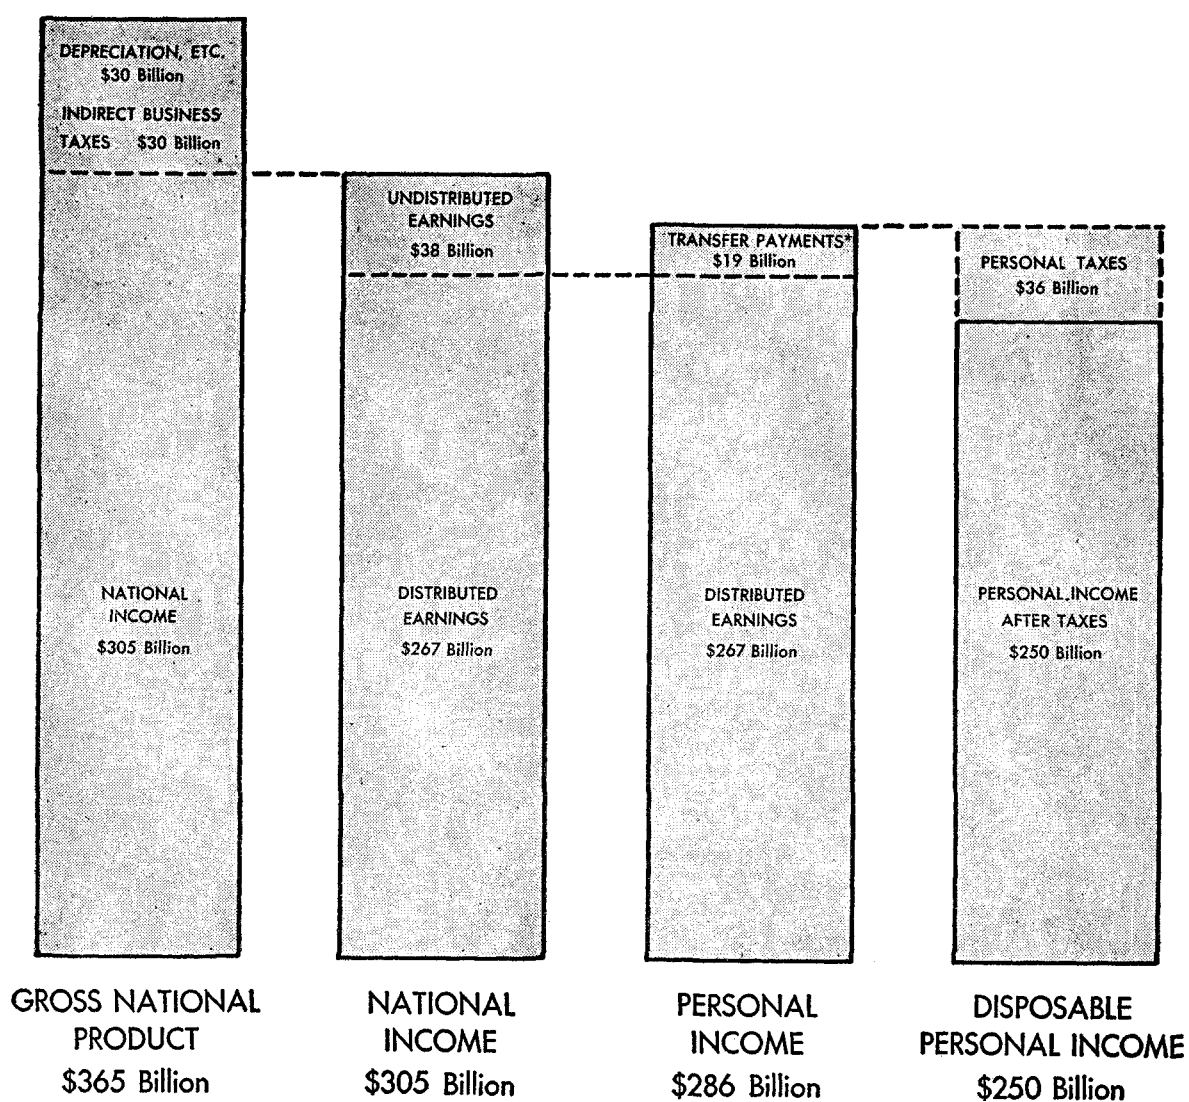 DEPRECIATION, ETC.
$30 Billion
INDIRECT BUSINESS
TAXES $30 Billion
NATIONAL
INCOME
$305 Billion
UNDISTRIBUTED
EARNINGS
$38 Billion
DISTRIBUTED
EARNINGS
$267 Billion
TRANSFER PAYMENTS*
$19 Billion
DISTRIBUTED
EARNINGS
$267 Billion
PERSONAL TAXES
$36 Billion
PERSONAL INCOME
AFTER TAXES
$250 Billion
GROSS NATIONAL
PRODUCT
$365 Billion
NATIONAL
INCOME
$305 Billion
PERSONAL
INCOME
$286 Billion
DISPOSABLE
PERSONAL INCOME
$250 Billion